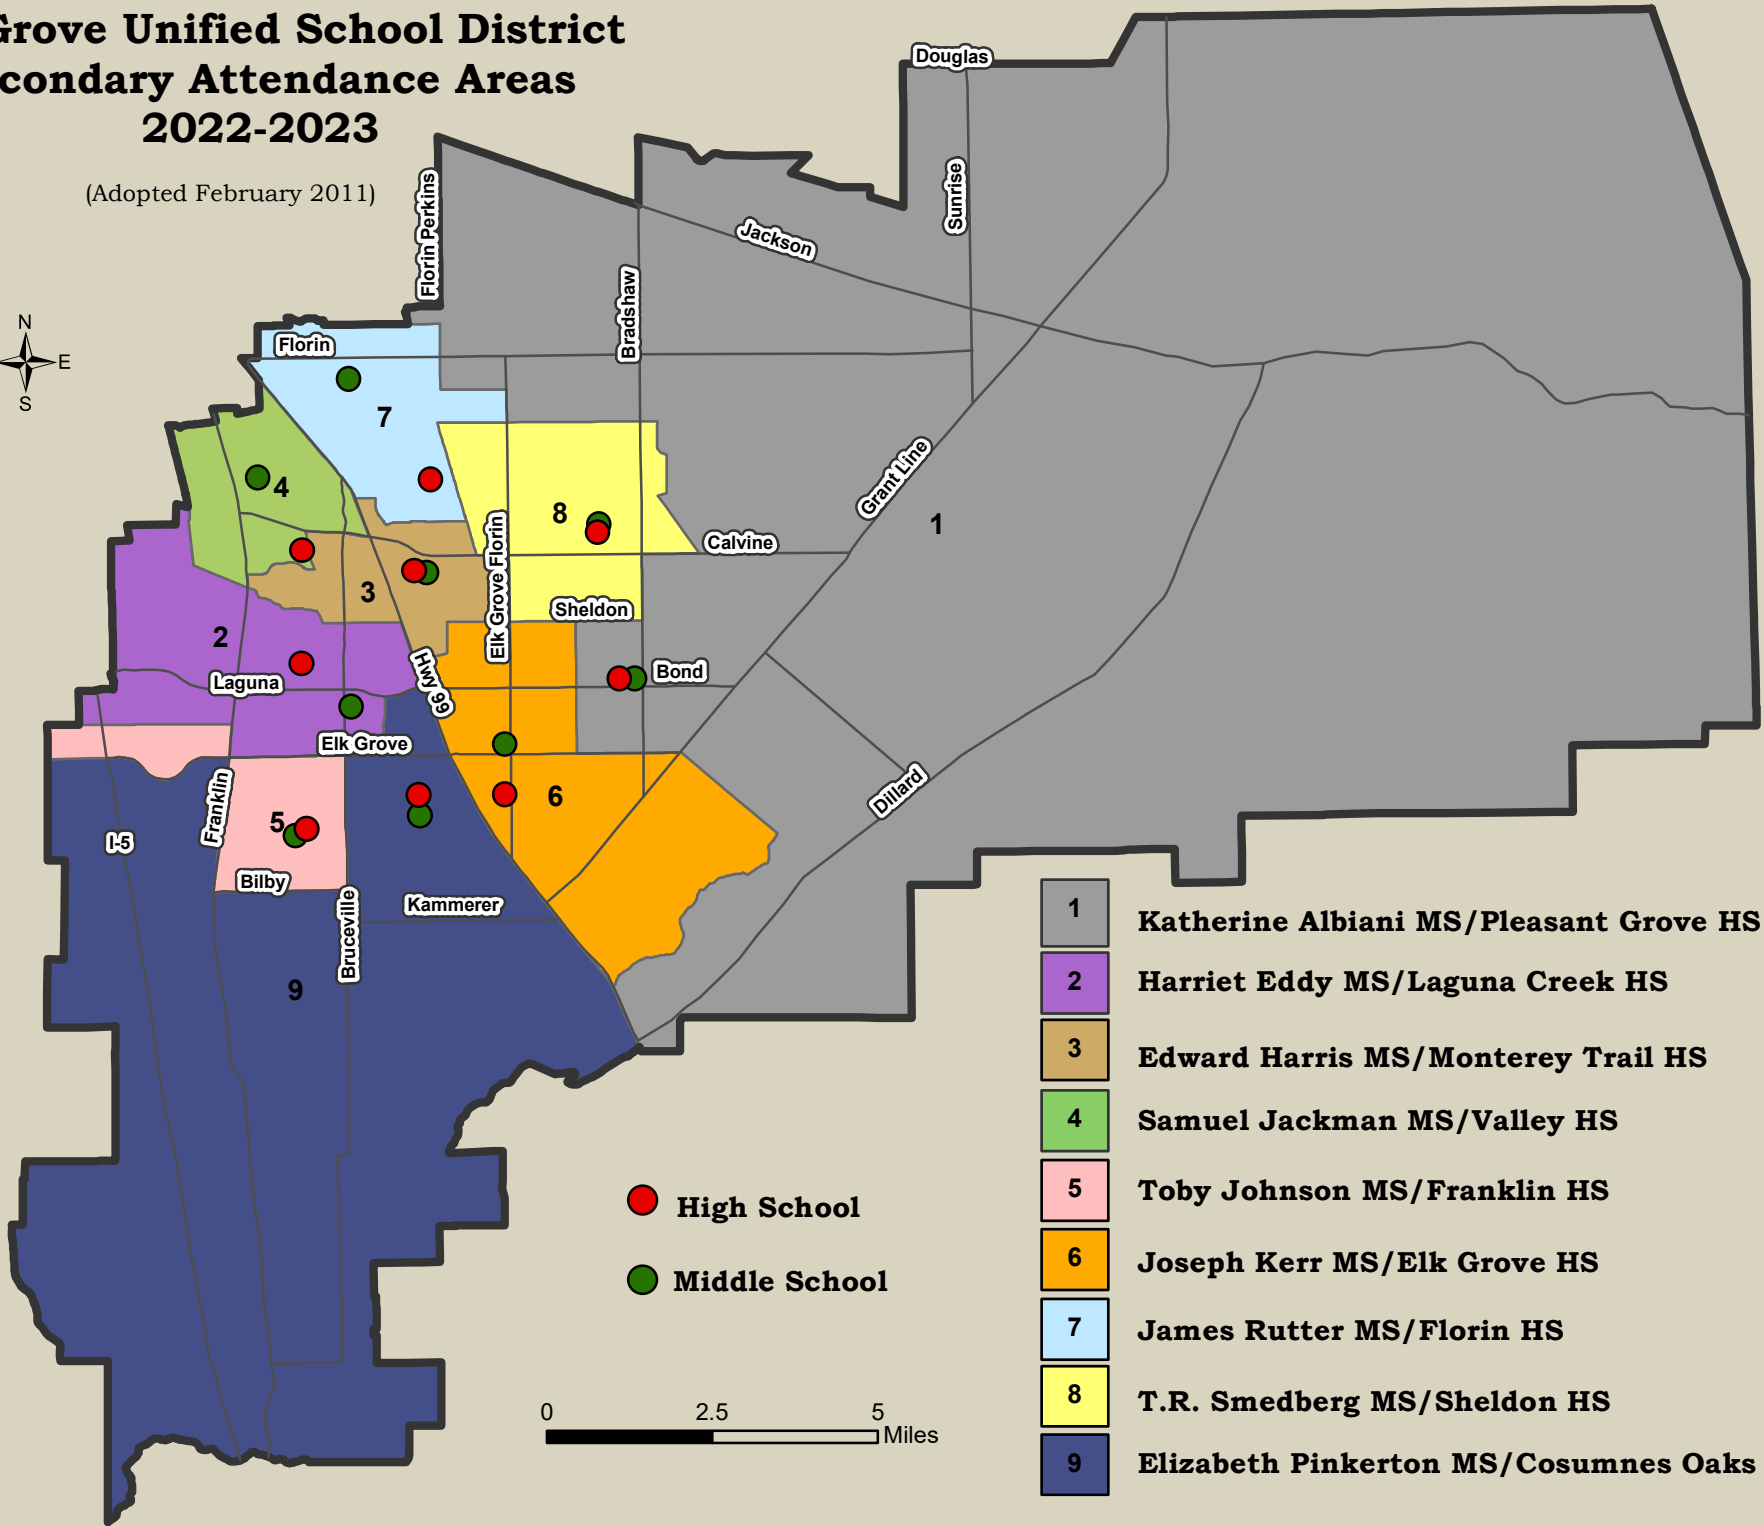 Grove Unified School District
condary Attendance Areas
2022-2023
(Adopted February 2011)
N
E
S
Douglas
Sunrise
Florin Perkins
Jackson
Bradshaw
Florin
7
4
8
Grant Line
1
Elk Grove Florin
Calvine
3
Sheldon
2
Hwy 99
Bond
Laguna
Elk Grove
Franklin
6
Dillard
5
I-5
Bilby
Kammerer
Bruceville
9
1 Katherine Albiani MS/Pleasant Grove HS
2 Harriet Eddy MS/Laguna Creek HS
3 Edward Harris MS/Monterey Trail HS
4 Samuel Jackman MS/Valley HS
5 Toby Johnson MS/Franklin HS
6 Joseph Kerr MS/Elk Grove HS
7 James Rutter MS/Florin HS
8 T.R. Smedberg MS/Sheldon HS
9 Elizabeth Pinkerton MS/Cosumnes Oaks
High School
Middle School
0 2.5 5
Miles